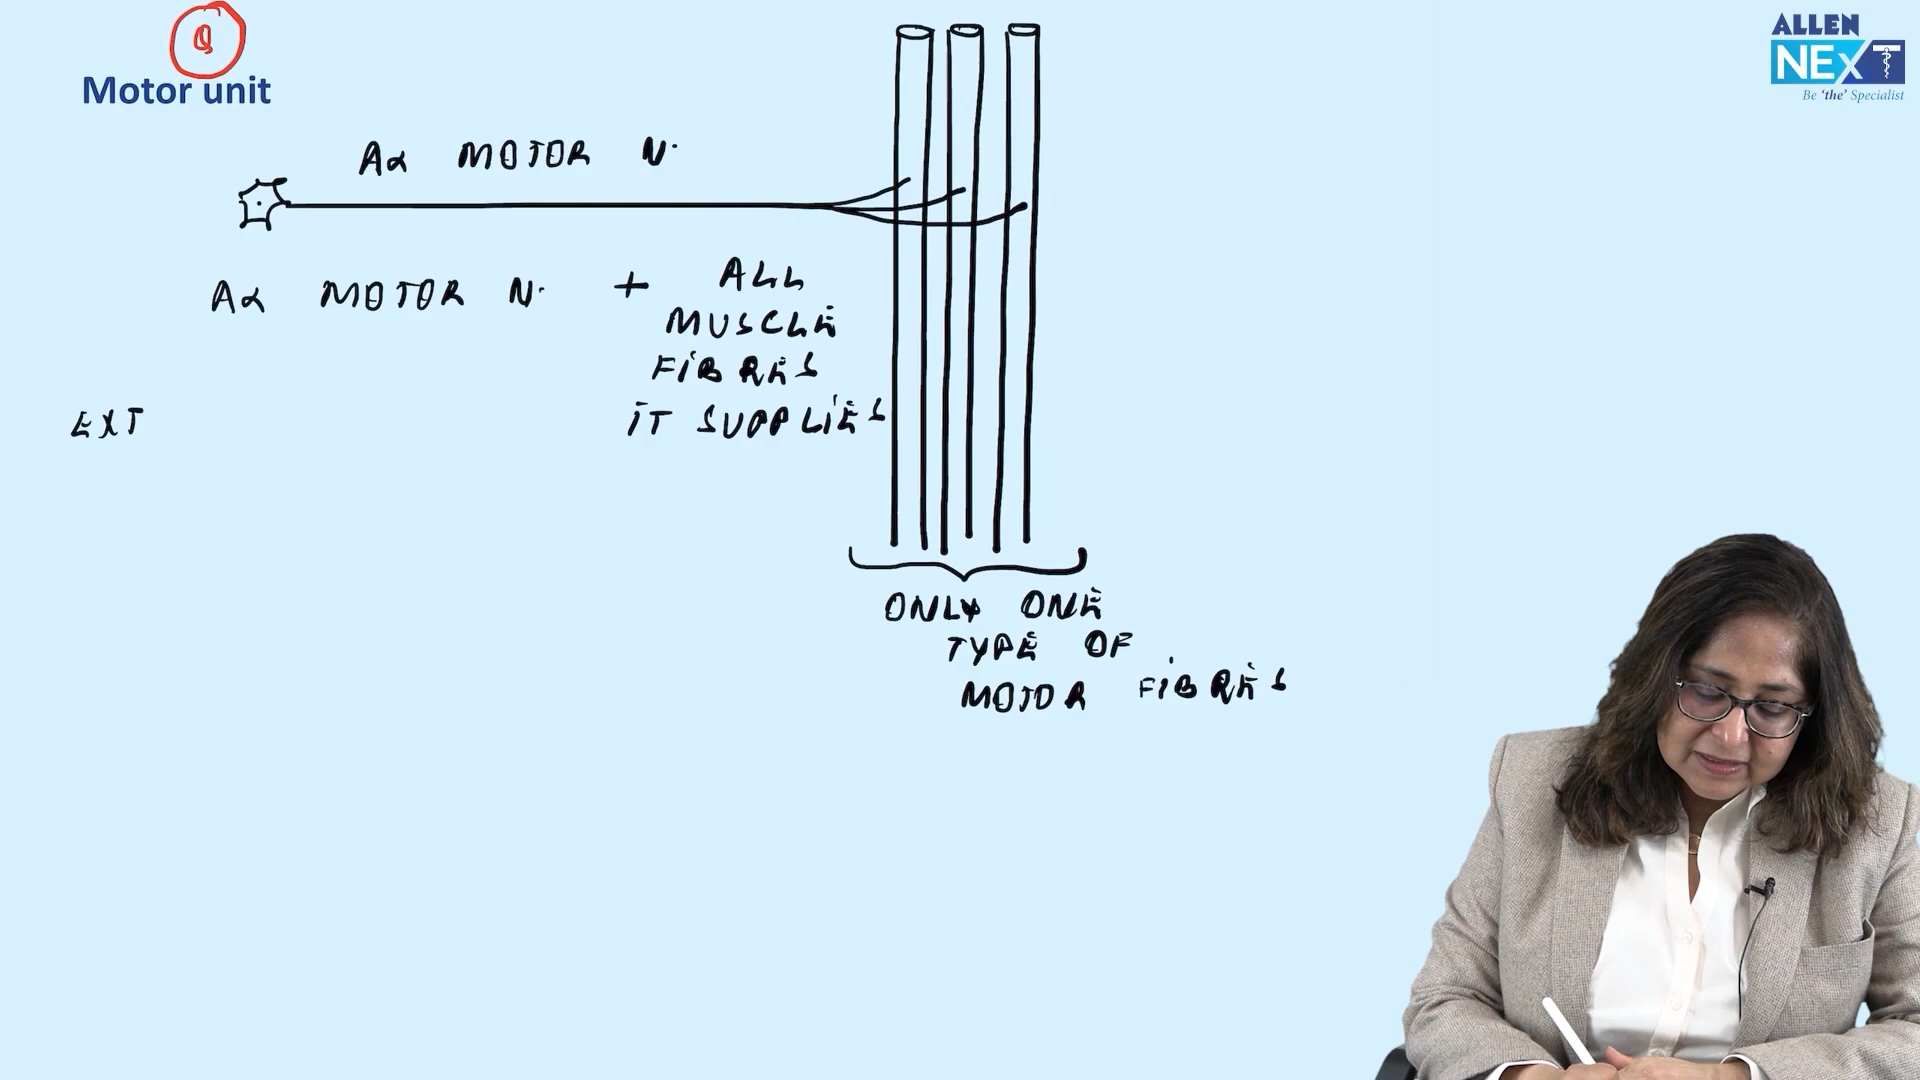 Q
Motor unit
ALLEN
NEXT
Be 'the' Specialist
Aα MOTOR N.
Aα MOTOR N. + ALL
MUSCLE
FIBRES
IT SUPPLIES
EXT
ONLY ONE
TYPE OF
MOTOR FIBRES